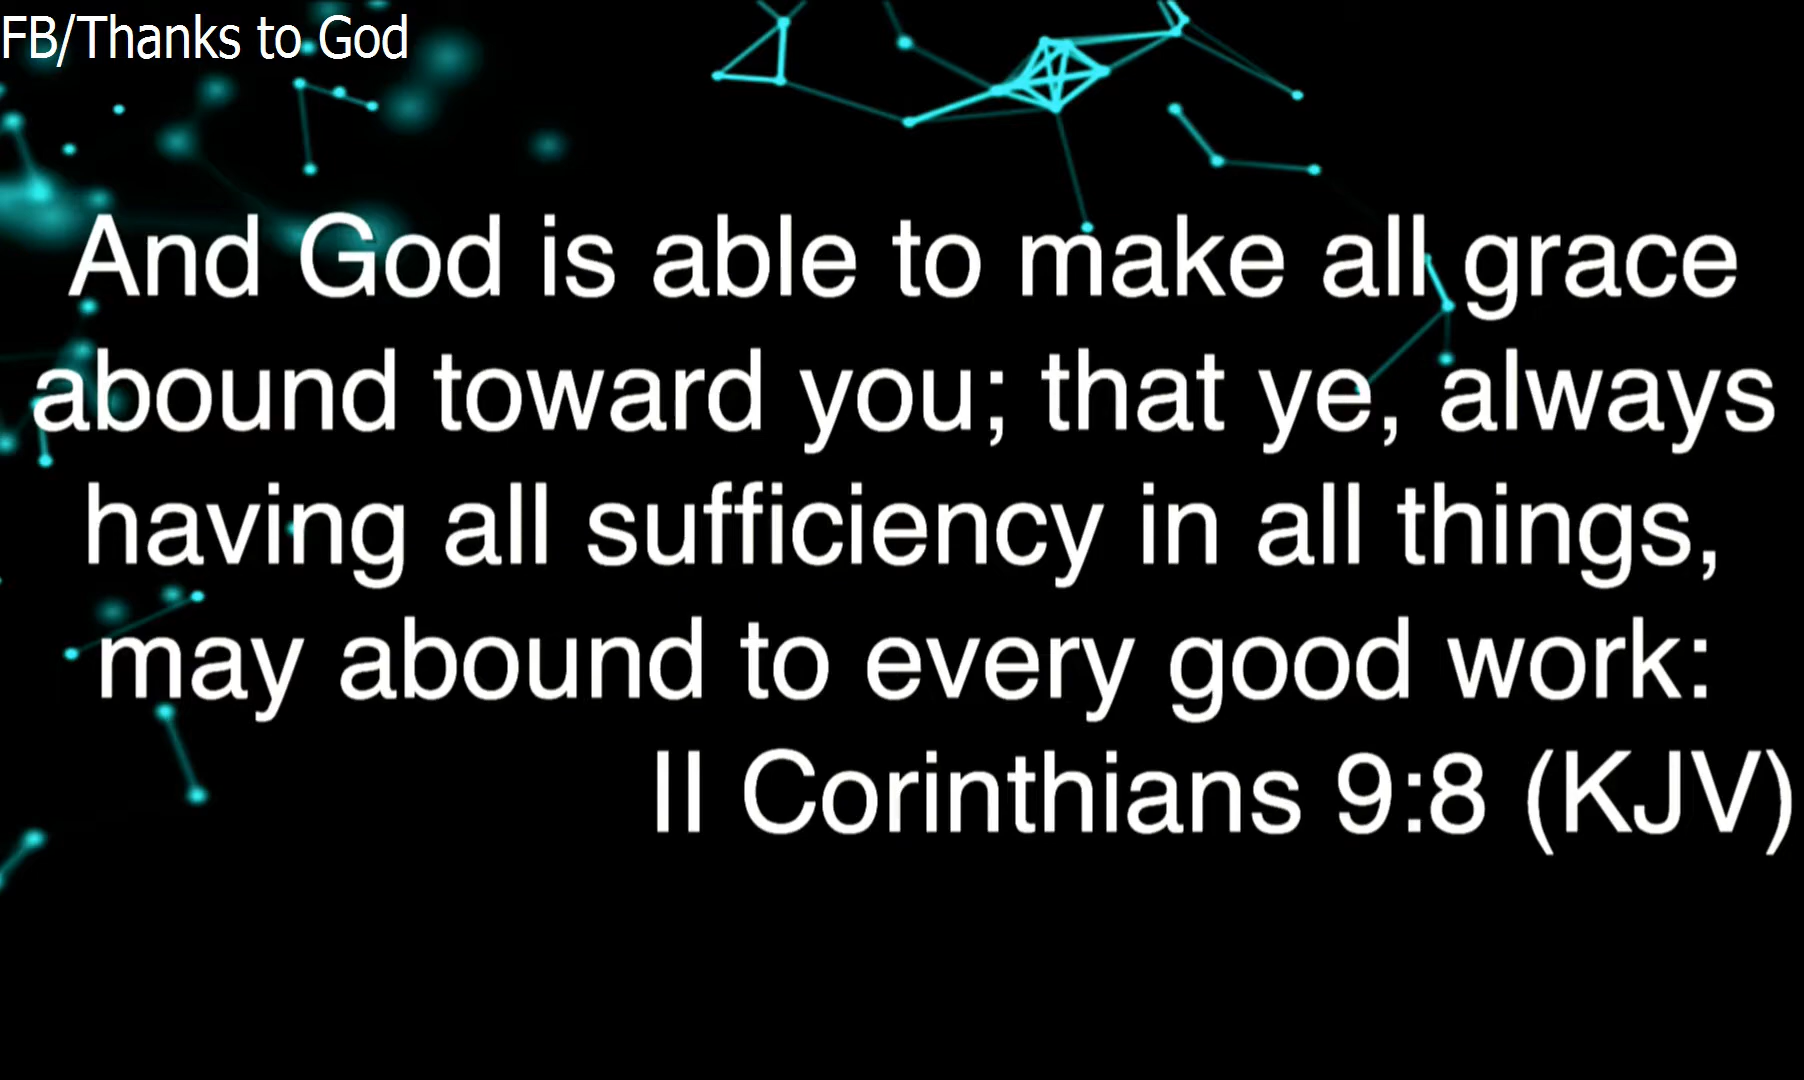 FB/Thanks to God
And God is able to make all grace
abound toward you; that ye, always
having all sufficiency in all things,
may abound to every good work:
II Corinthians 9:8 (KJV)